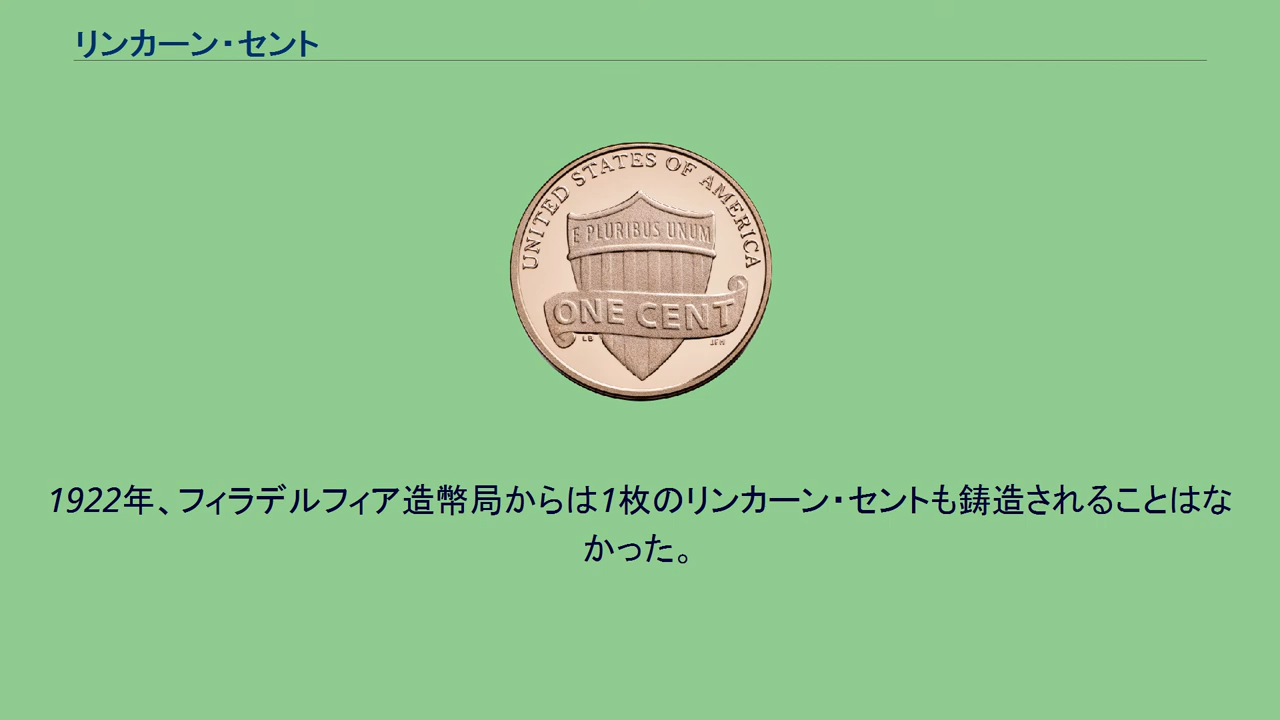 リンカーン・セント
UNITED STATES OF AMERICA
E PLURIBUS UNUM
ONE CENT
LB
JFM
1922年、フィラデルフィア造幣局からは1枚のリンカーン・セントも鋳造されることはな
かった。